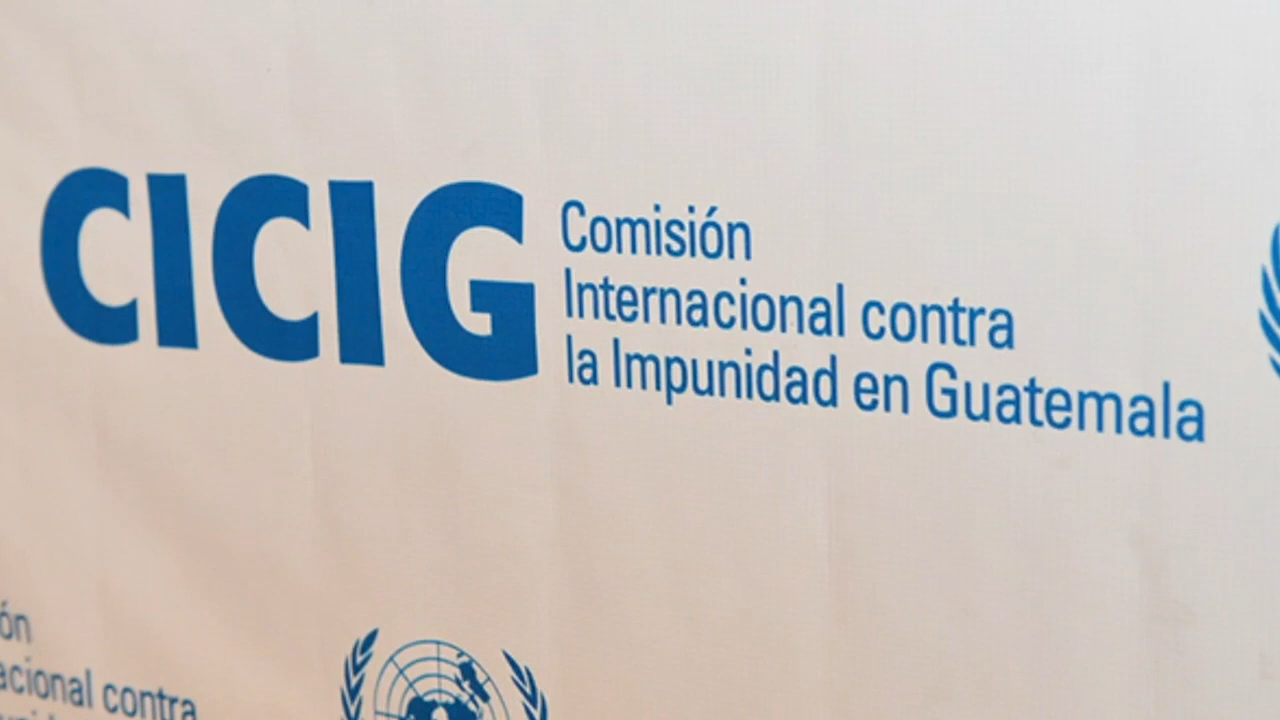 CICIG
Comisión
Internacional contra
la Impunidad en Guatemala
ón
acional contra